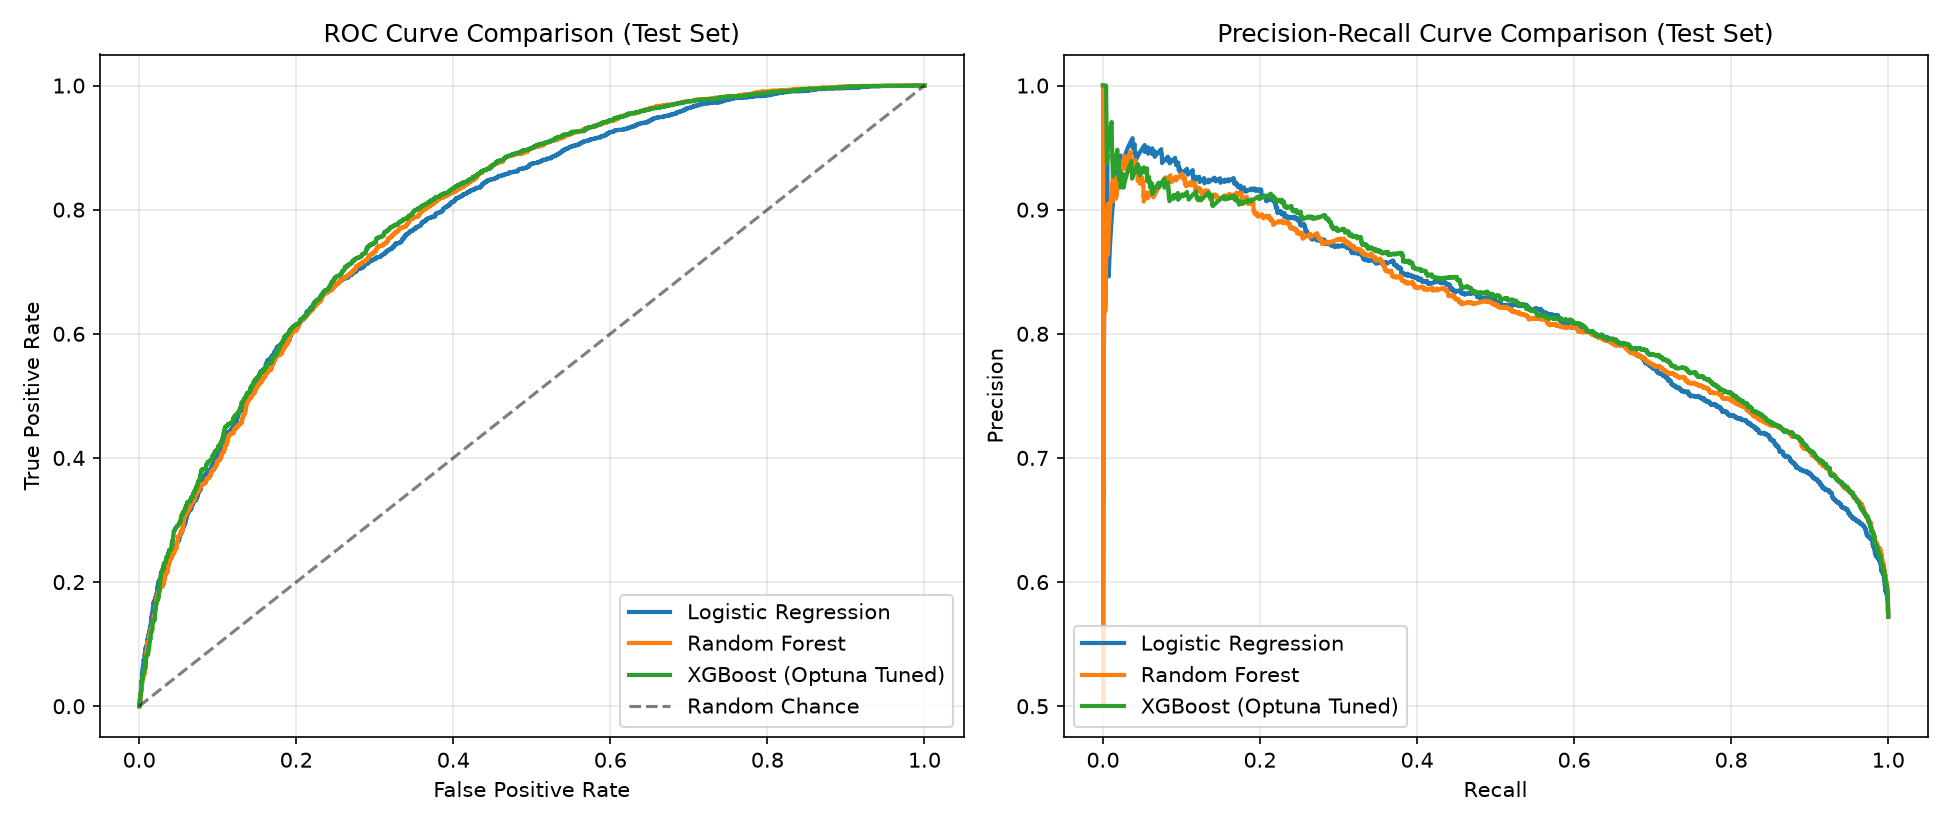 ROC Curve Comparison (Test Set)
True Positive Rate
1.0
0.8
0.6
0.4
0.2
0.0
0.0 0.2 0.4 0.6 0.8 1.0
False Positive Rate
Logistic Regression
Random Forest
XGBoost (Optuna Tuned)
Random Chance
Precision-Recall Curve Comparison (Test Set)
Precision
1.0
0.9
0.8
0.7
0.6
0.5
0.0 0.2 0.4 0.6 0.8 1.0
Recall
Logistic Regression
Random Forest
XGBoost (Optuna Tuned)